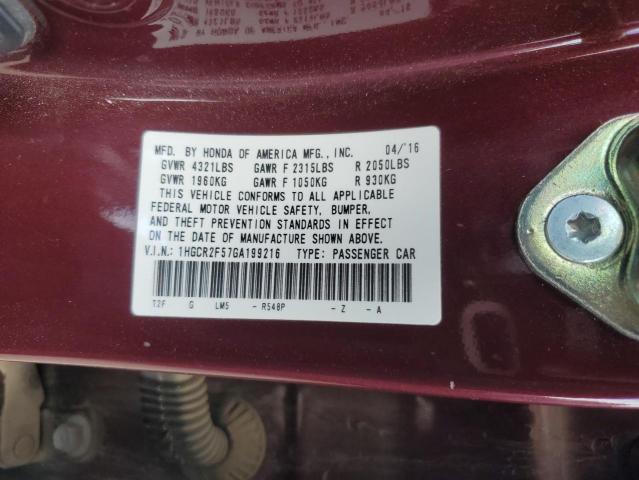 MFD. BY HONDA OF AMERICA MFG., INC. 04/'16
GVWR 4321LBS GAWR F 2315LBS R 2050LBS
GVWR 1960KG GAWR F 1050KG R 930KG
THIS VEHICLE CONFORMS TO ALL APPLICABLE
FEDERAL MOTOR VEHICLE SAFETY, BUMPER,
AND THEFT PREVENTION STANDARDS IN EFFECT
ON THE DATE OF MANUFACTURE SHOWN ABOVE.
V.I.N.: 1HGCR2F57GA199216 TYPE: PASSENGER CAR
T2F G LM5 - R548P - Z - A